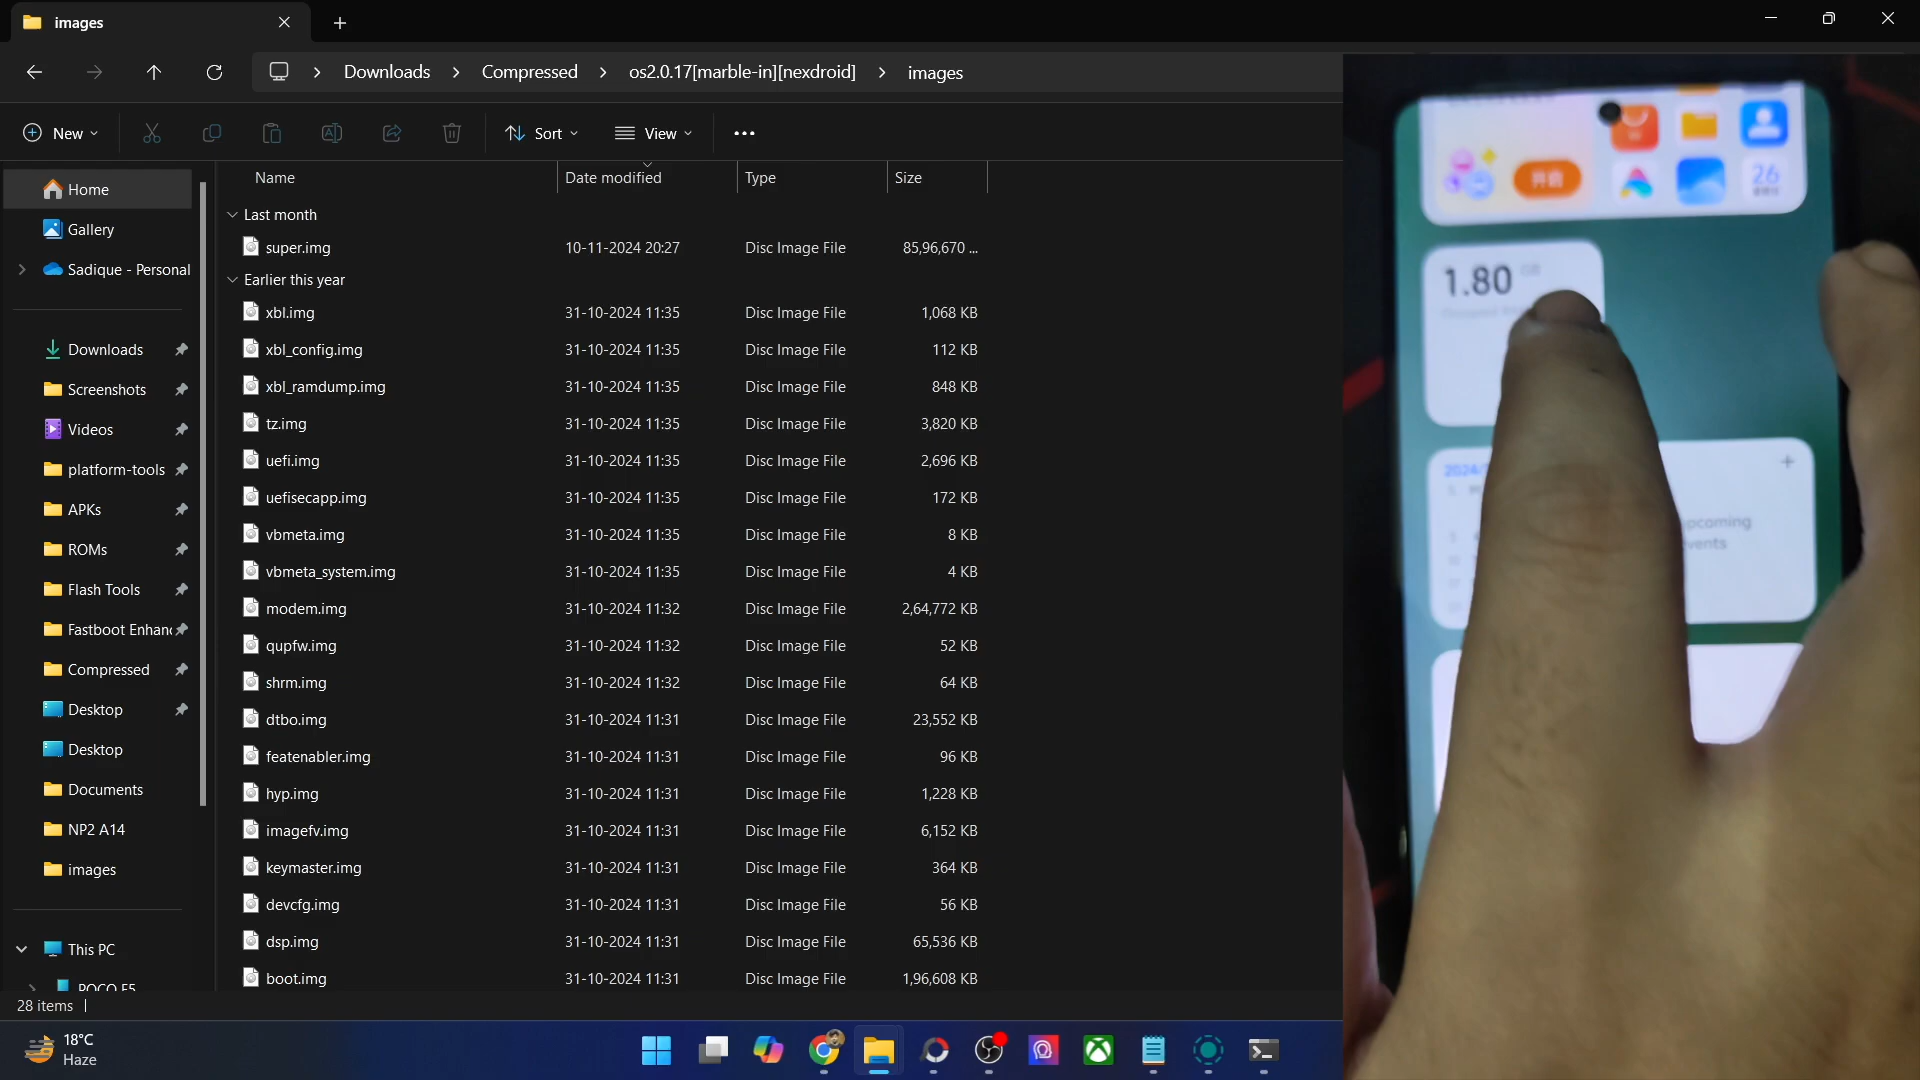 images
Downloads
Compressed
os2.0.17[marble-in][nexdroid]
images
New
Sort
View
Name
Date modified
Type
Size
Home
Gallery
Sadique - Personal
Downloads
Screenshots
Videos
platform-tools
APKs
ROMs
Flash Tools
Fastboot Enhanc
Compressed
Desktop
Desktop
Documents
NP2 A14
images
This PC
POCO F5
Last month
super.img 10-11-2024 20:27 Disc Image File 85,96,670 ...
Earlier this year
xbl.img 31-10-2024 11:35 Disc Image File 1,068 KB
xbl_config.img 31-10-2024 11:35 Disc Image File 112 KB
xbl_ramdump.img 31-10-2024 11:35 Disc Image File 848 KB
tz.img 31-10-2024 11:35 Disc Image File 3,820 KB
uefi.img 31-10-2024 11:35 Disc Image File 2,696 KB
uefisecapp.img 31-10-2024 11:35 Disc Image File 172 KB
vbmeta.img 31-10-2024 11:35 Disc Image File 8 KB
vbmeta_system.img 31-10-2024 11:35 Disc Image File 4 KB
modem.img 31-10-2024 11:32 Disc Image File 2,64,772 KB
qupfw.img 31-10-2024 11:32 Disc Image File 52 KB
shrm.img 31-10-2024 11:32 Disc Image File 64 KB
dtbo.img 31-10-2024 11:31 Disc Image File 23,552 KB
featenabler.img 31-10-2024 11:31 Disc Image File 96 KB
hyp.img 31-10-2024 11:31 Disc Image File 1,228 KB
imagefv.img 31-10-2024 11:31 Disc Image File 6,152 KB
keymaster.img 31-10-2024 11:31 Disc Image File 364 KB
devcfg.img 31-10-2024 11:31 Disc Image File 56 KB
dsp.img 31-10-2024 11:31 Disc Image File 65,536 KB
boot.img 31-10-2024 11:31 Disc Image File 1,96,608 KB
28 items
18°C
Haze
开启
26
1.80 GB
2024/
upcoming
events